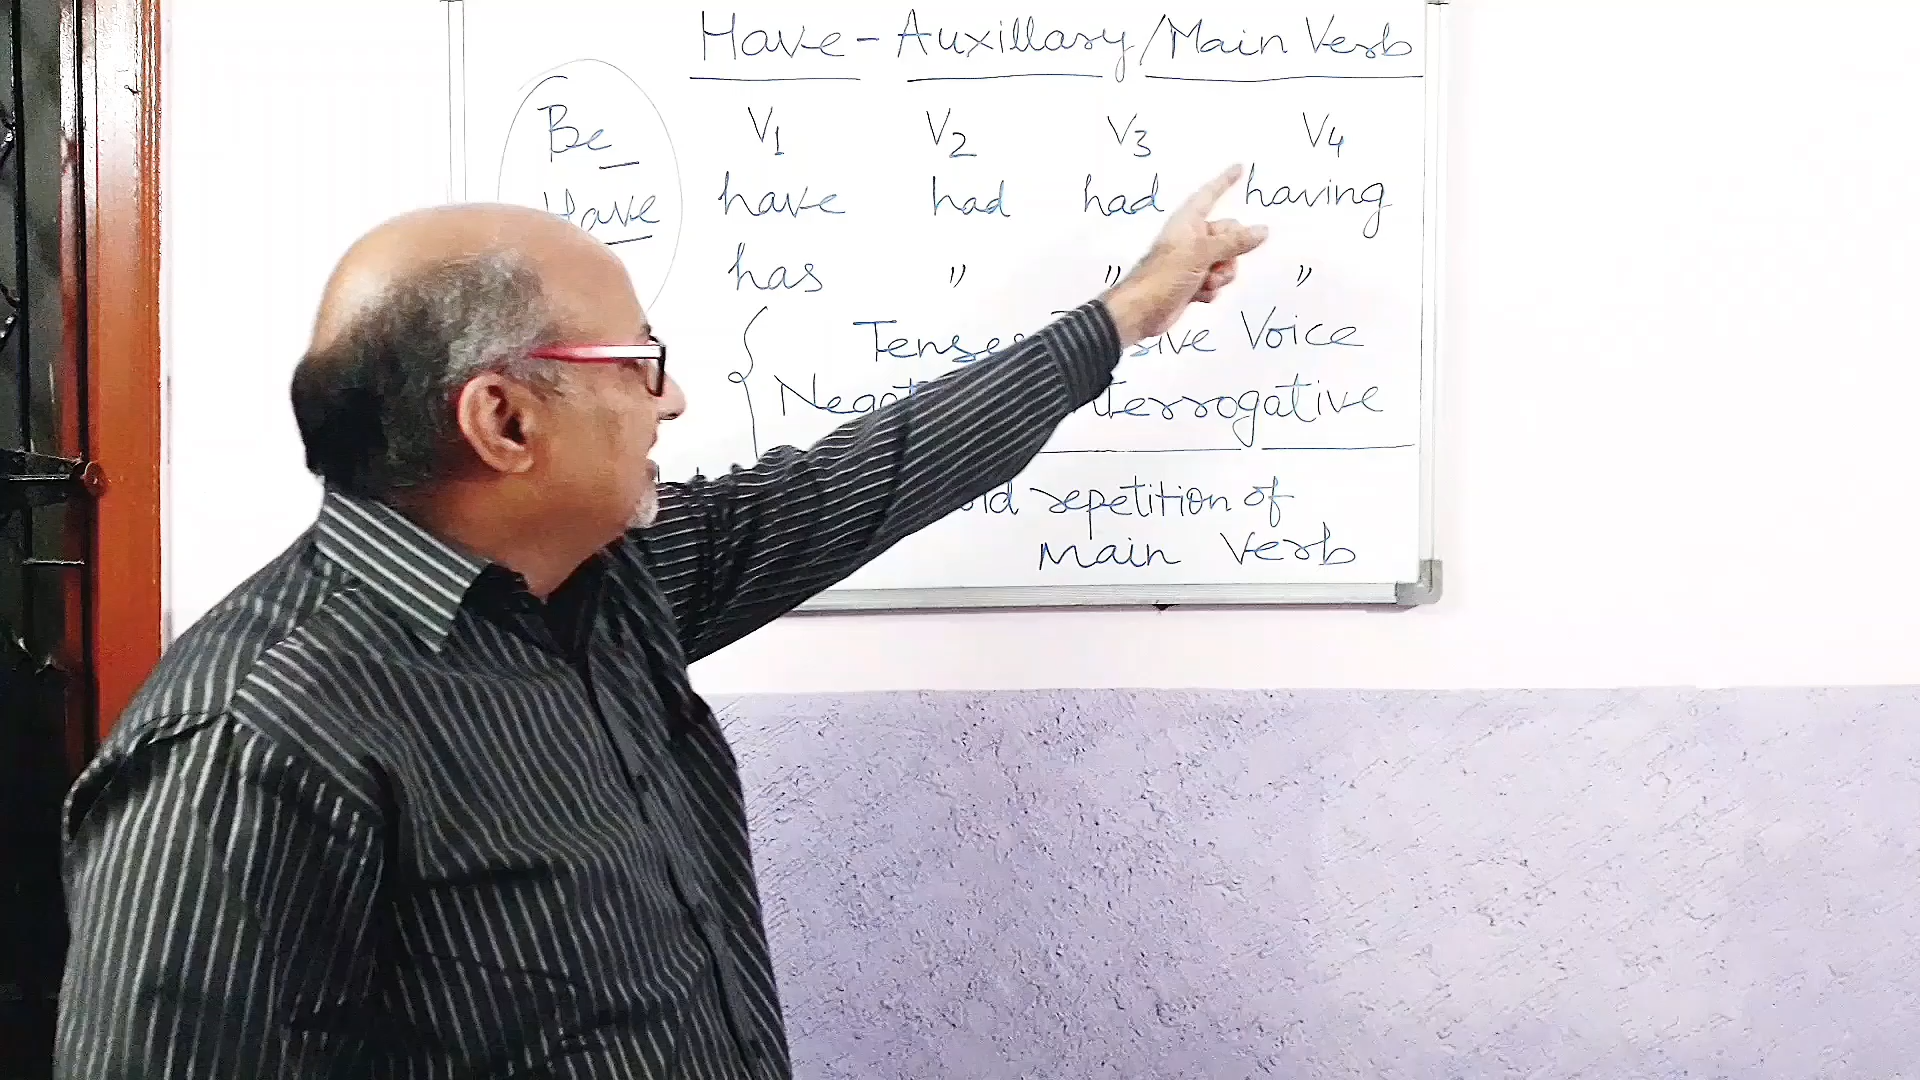 Have - Auxillary/Main Verb
Be V1 V2 V3 V4
Have have had had having
has " " "
Tenses Voice
Interrogative
repetition of
Main Verb